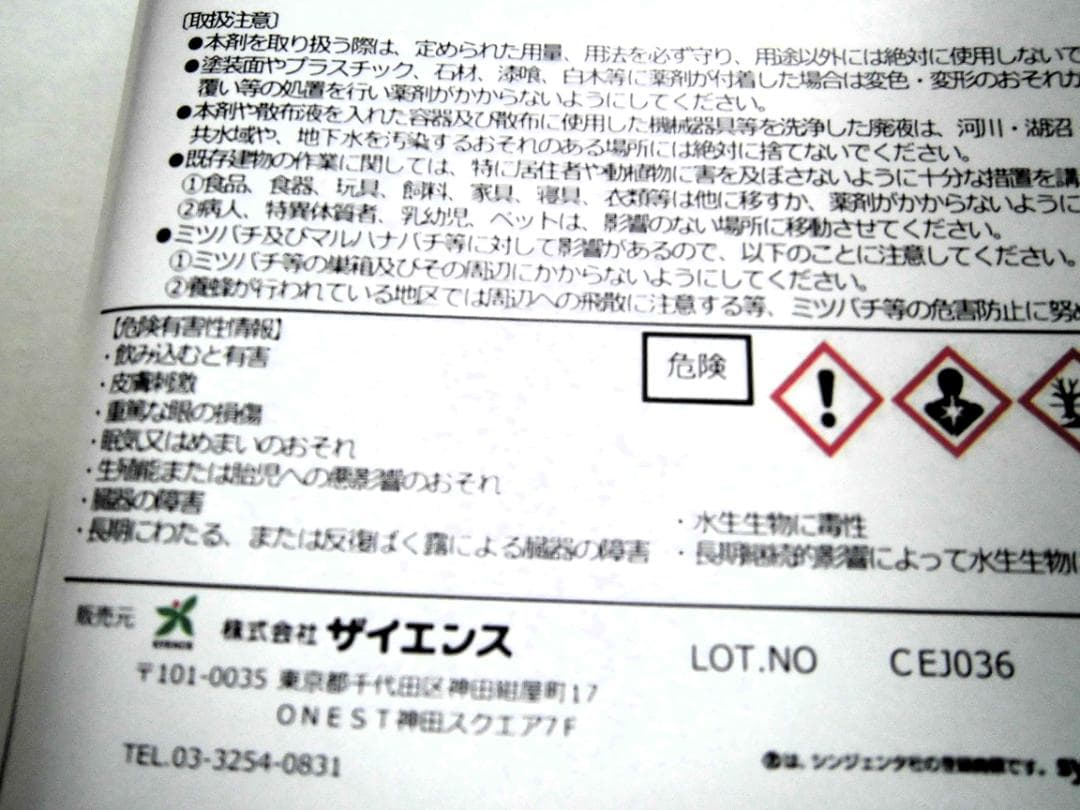 〔取扱注意〕
●本剤を取り扱う際は、定められた用量、用法を必ず守り、用途以外には絶対に使用しないで
●塗装面やプラスチック、石材、漆喰、白木等に薬剤が付着した場合は変色・変形のおそれが
覆い等の処置を行い薬剤がかからないようにしてください。
●本剤や散布液を入れた容器及び散布に使用した機械器具等を洗浄した廃液は、河川・湖沼
共水域や、地下水を汚染するおそれのある場所には絶対に捨てないでください。
●既存建物の作業に関しては、特に居住者や動植物に害を及ぼさないように十分な措置を講
①食品、食器、玩具、飼料、家具、寝具、衣類等は他に移すか、薬剤がかからないように
②病人、特異体質者、乳幼児、ペットは、影響のない場所に移動させてください。
●ミツバチ及びマルハナバチ等に対して影響があるので、以下のことに注意してください。
①ミツバチ等の巣箱及びその周辺にかからないようにしてください。
②養蜂が行われている地区では周辺への飛散に注意する等、ミツバチ等の危害防止に努め
【危険有害性情報】
・飲み込むと有害
・皮膚刺激
・重篤な眼の損傷
・眠気又はめまいのおそれ
・生殖能または胎児への悪影響のおそれ
・臓器の障害
・長期にわたる、または反復ばく露による臓器の障害
危険
・水生生物に毒性
・長期継続的影響によって水生生物に
販売元 株式会社 ザイエンス
〒101-0035 東京都千代田区神田紺屋町17
ONEST神田スクエア7F
TEL.03-3254-0831
LOT.NO CEJ036
は、シンジェンタ社の登録商標です。